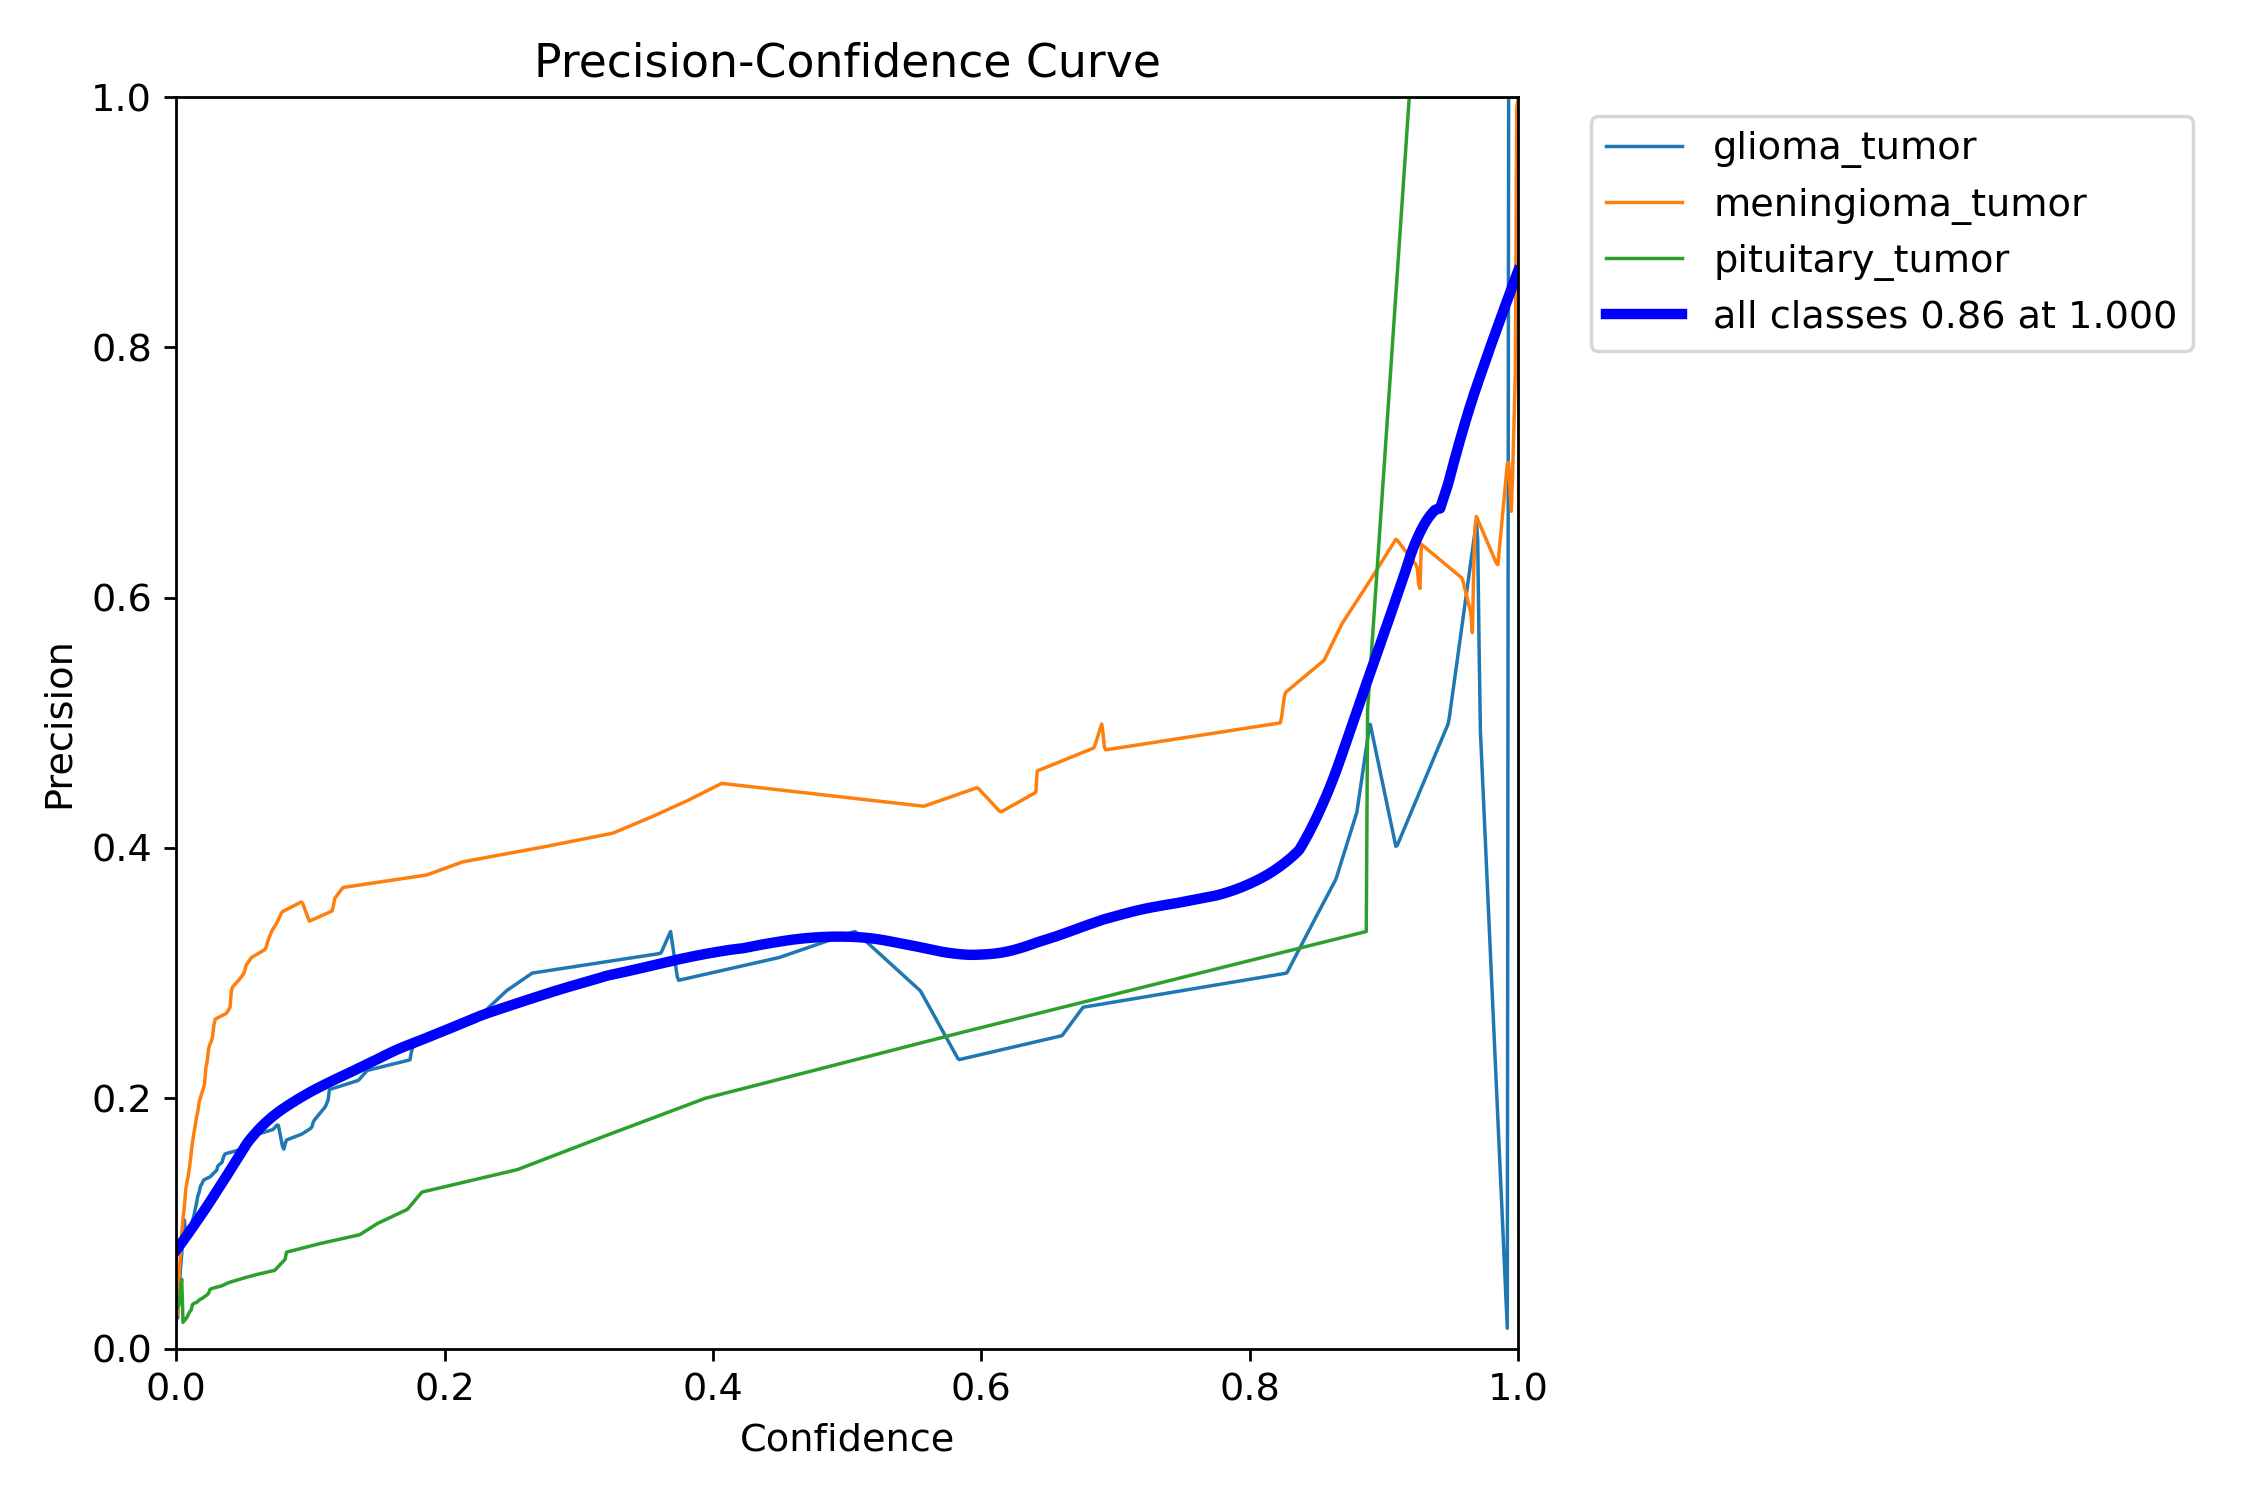 Precision-Confidence Curve
1.0
0.8
0.6
0.4
0.2
0.0
Precision
0.0 0.2 0.4 0.6 0.8 1.0
Confidence
glioma_tumor
meningioma_tumor
pituitary_tumor
all classes 0.86 at 1.000